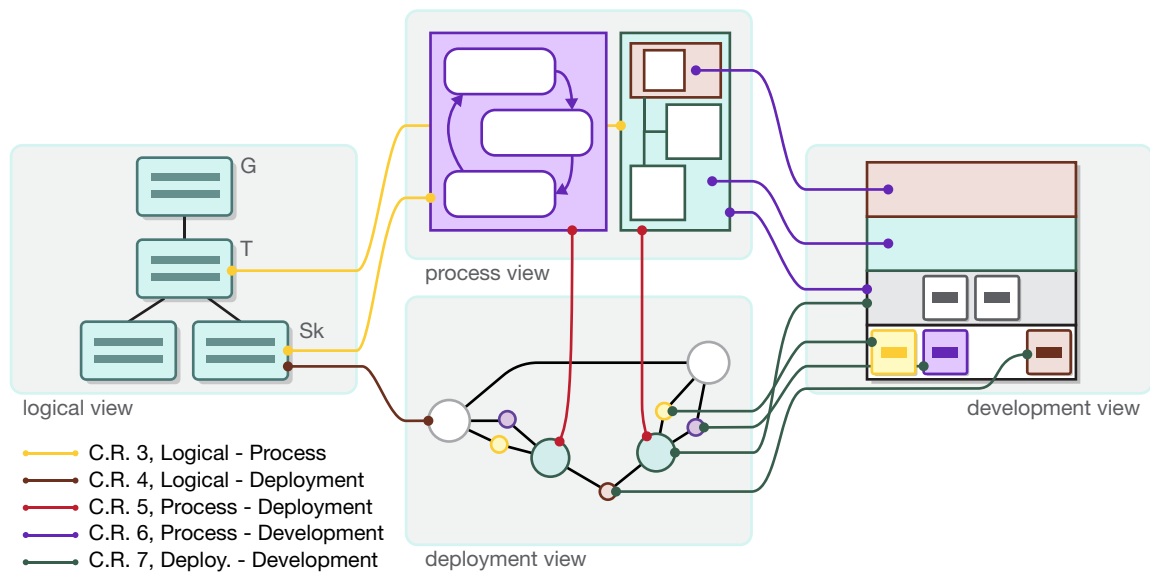 G
T
Sk
logical view
process view
deployment view
development view
C.R. 3, Logical - Process
C.R. 4, Logical - Deployment
C.R. 5, Process - Deployment
C.R. 6, Process - Development
C.R. 7, Deploy. - Development